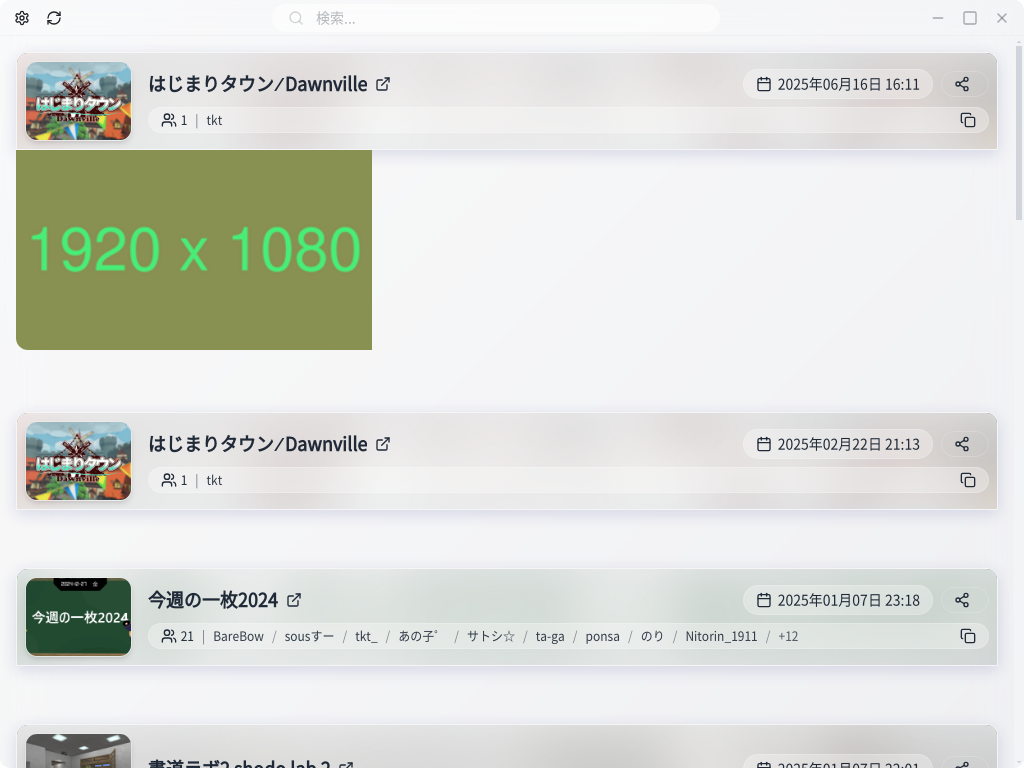 検索...
はじまりタウン/Dawnville
2025年06月16日 16:11
はじまりタウン
Dawnville
1 | tkt
1920 x 1080
はじまりタウン/Dawnville
2025年02月22日 21:13
はじまりタウン
Dawnville
1 | tkt
今週の一枚2024
2025年01月07日 23:18
今週の一枚2024
21 | BareBow / sousすー / tkt_ / あの子゜ / サトシ☆ / ta-ga / ponsa / のり / Nitorin_1911 / +12
書道ラボ2 shodo lab 2
2025年01月07日 22:01